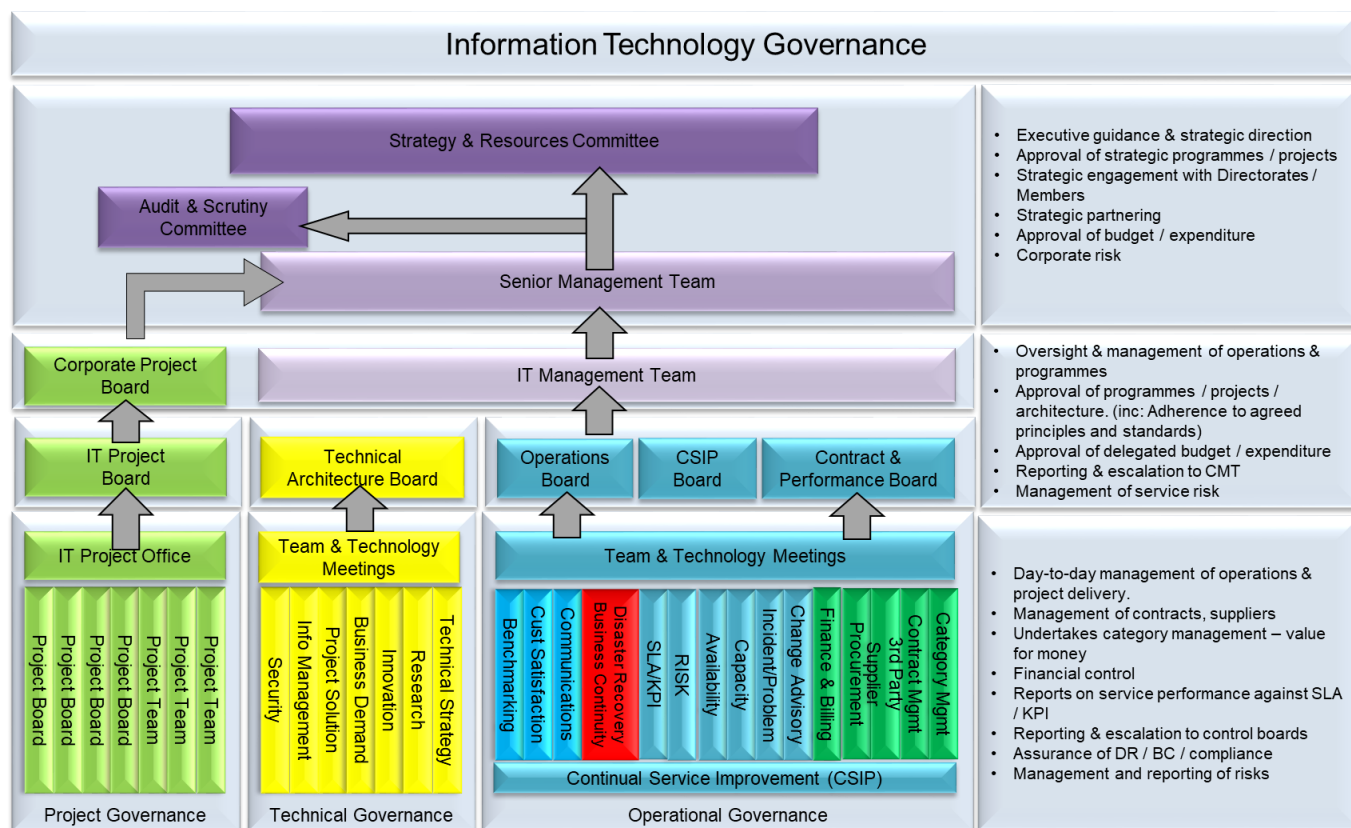 Information Technology Governance
Strategy & Resources Committee
Audit & Scrutiny
Committee
Senior Management Team
• Executive guidance & strategic direction
• Approval of strategic programmes / projects
• Strategic engagement with Directorates /
Members
• Strategic partnering
• Approval of budget / expenditure
• Corporate risk
Corporate Project
Board
IT Management Team
• Oversight & management of operations &
programmes
• Approval of programmes / projects /
architecture. (inc: Adherence to agreed
principles and standards)
• Approval of delegated budget / expenditure
• Reporting & escalation to CMT
• Management of service risk
IT Project
Board
Technical
Architecture Board
Operations
Board
CSIP
Board
Contract &
Performance Board
IT Project Office
Team & Technology
Meetings
Team & Technology Meetings
Project Board
Project Board
Project Board
Project Board
Project Team
Project Team
Project Team
Security
Info Management
Project Solution
Business Demand
Innovation
Research
Technical Strategy
Benchmarking
Cust Satisfaction
Communications
Disaster Recovery
Business Continuity
SLA/KPI
RISK
Availability
Capacity
Incident/Problem
Change Advisory
Finance & Billing
Procurement
Supplier
3rd Party
Contract Mgmt
Category Mgmt
Continual Service Improvement (CSIP)
Project Governance
Technical Governance
Operational Governance
• Day-to-day management of operations &
project delivery.
• Management of contracts, suppliers
• Undertakes category management – value
for money
• Financial control
• Reports on service performance against SLA
/ KPI
• Reporting & escalation to control boards
• Assurance of DR / BC / compliance
• Management and reporting of risks